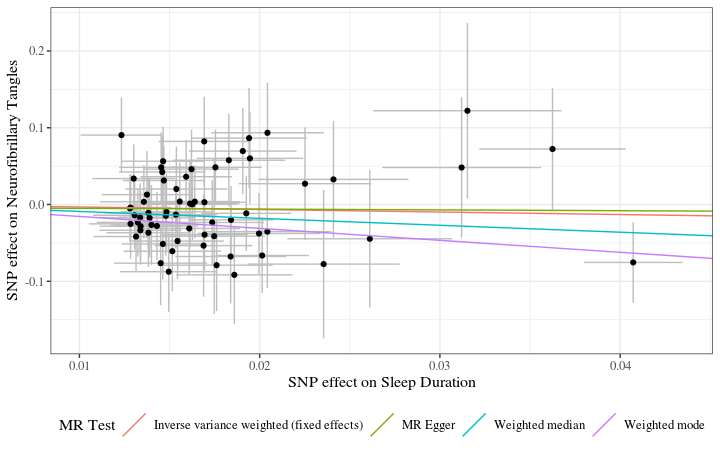 SNP effect on Neurofibrillary Tangles
0.2
0.1
0.0
-0.1
0.01
0.02
0.03
0.04
SNP effect on Sleep Duration
MR Test
Inverse variance weighted (fixed effects)
MR Egger
Weighted median
Weighted mode